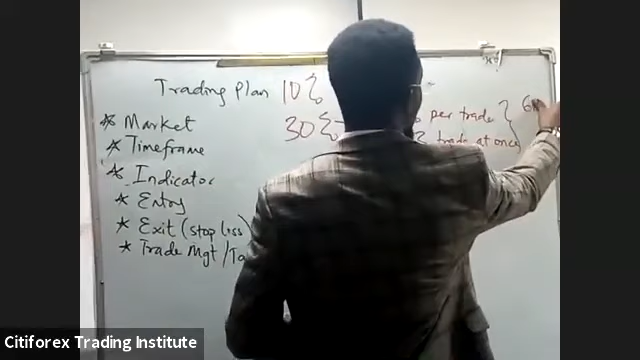 Trading Plan 10%
30%
per trade
trade at once
* Market
* Timeframe
* Indicator
* Entry
* Exit (stop loss)
* Trade Mgt /
Citiforex Trading Institute